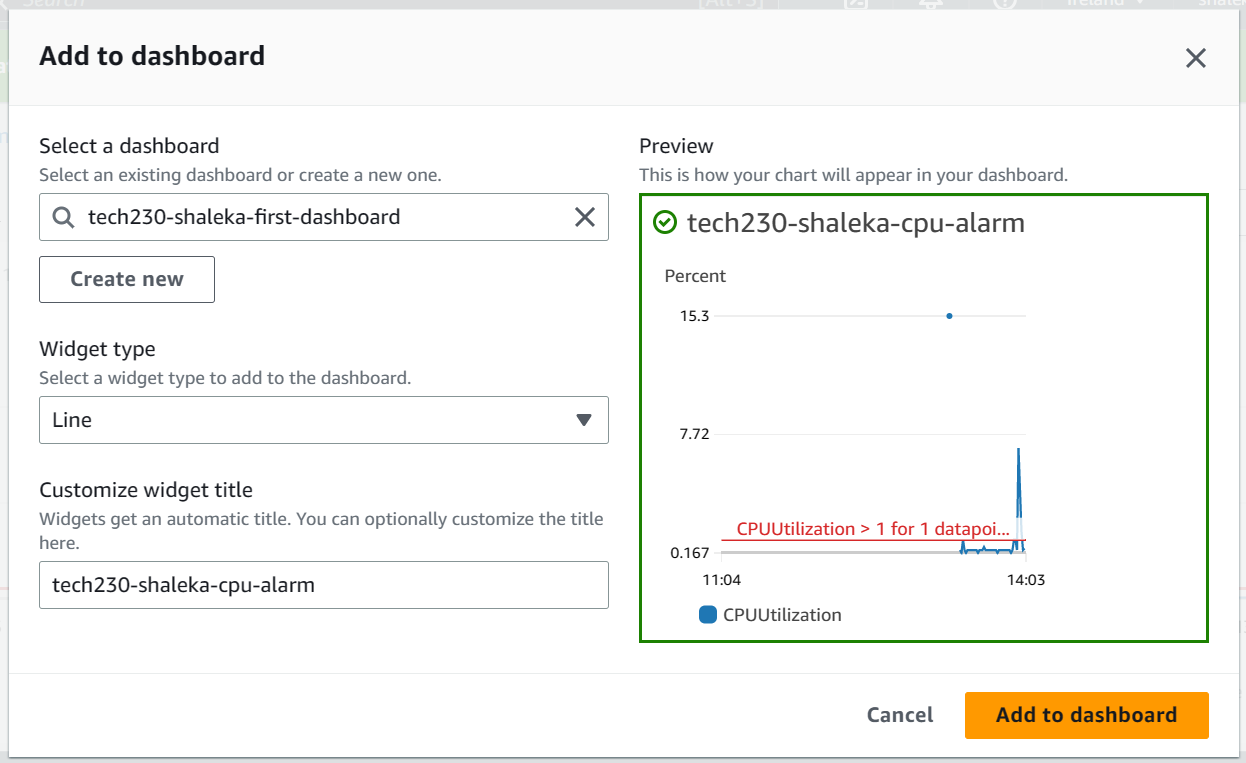 Search
[Alt+S]
Ireland
Add to dashboard
Select a dashboard
Select an existing dashboard or create a new one.
tech230-shaleka-first-dashboard
Create new
Widget type
Select a widget type to add to the dashboard.
Line
Customize widget title
Widgets get an automatic title. You can optionally customize the title
here.
tech230-shaleka-cpu-alarm
Preview
This is how your chart will appear in your dashboard.
tech230-shaleka-cpu-alarm
Percent
15.3
7.72
CPUUtilization > 1 for 1 datapoi...
0.167
11:04
14:03
CPUUtilization
Cancel
Add to dashboard